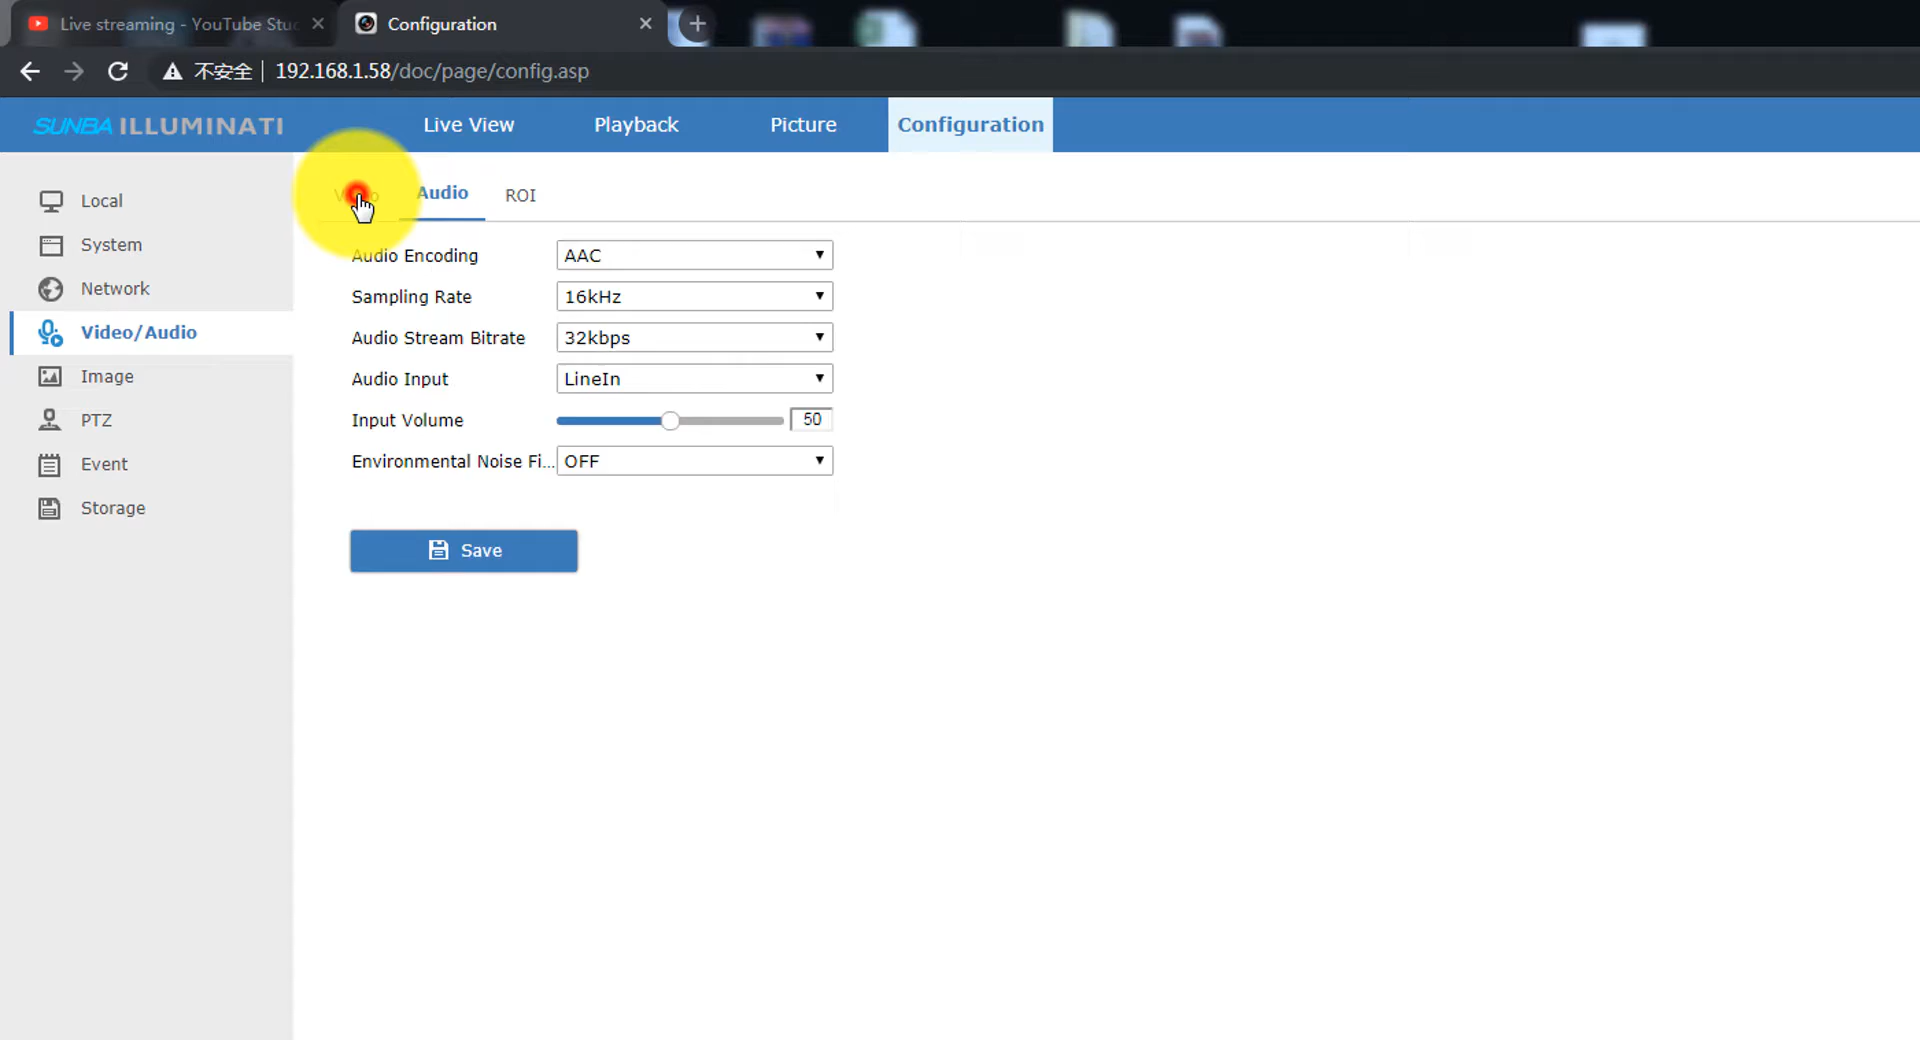 Live streaming - YouTube Stu
Configuration
不安全 192.168.1.58/doc/page/config.asp
SUNBA ILLUMINATI
Live View
Playback
Picture
Configuration
Local
System
Network
Video/Audio
Image
PTZ
Event
Storage
Audio
ROI
Audio Encoding AAC
Sampling Rate 16kHz
Audio Stream Bitrate 32kbps
Audio Input LineIn
Input Volume 50
Environmental Noise Fi... OFF
Save